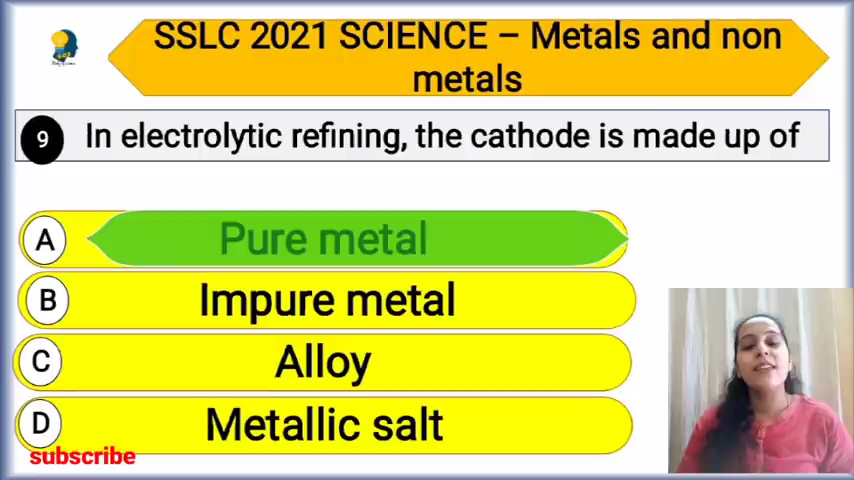 SSLC 2021 SCIENCE – Metals and non
metals
9 In electrolytic refining, the cathode is made up of
A Pure metal
B Impure metal
C Alloy
D Metallic salt
subscribe